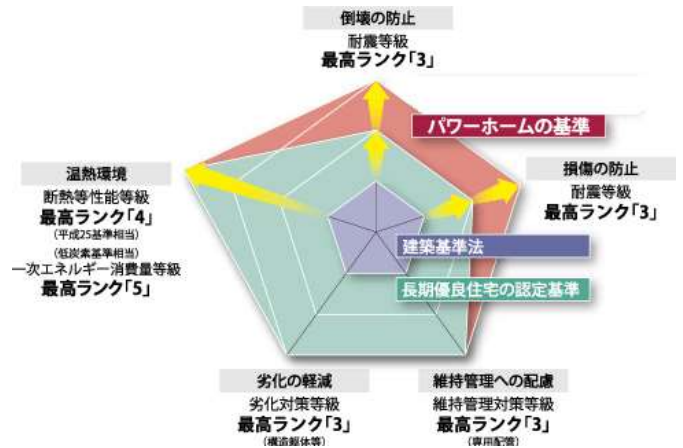 倒壊の防止
耐震等級
最高ランク「3」
パワーホームの基準
温熱環境
断熱等性能等級
最高ランク「4」
(平成25基準相当)
(低炭素基準相当)
一次エネルギー消費量等級
最高ランク「5」
損傷の防止
耐震等級
最高ランク「3」
建築基準法
長期優良住宅の認定基準
劣化の軽減
劣化対策等級
最高ランク「3」
(構造躯体等)
維持管理への配慮
維持管理対策等級
最高ランク「3」
(専用配管)